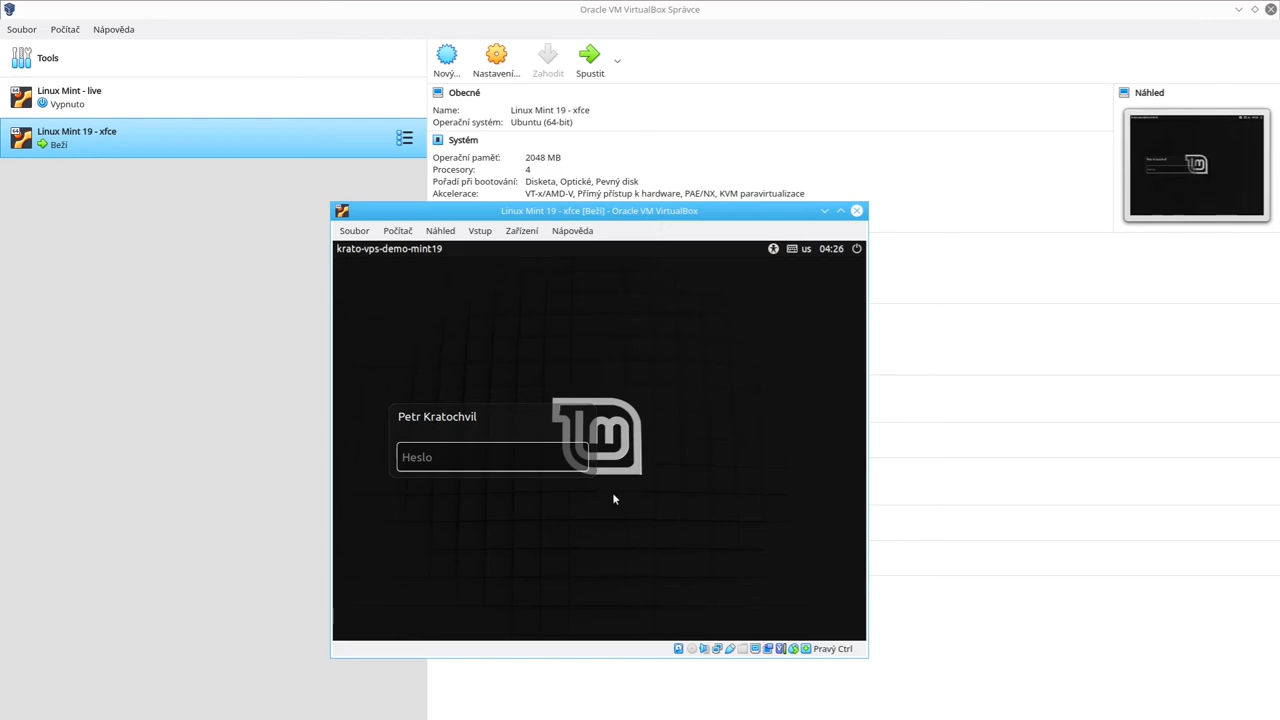 Oracle VM VirtualBox Správce
Soubor Počítač Nápověda
Tools
Nový... Nastavení... Zahodit Spustit
Linux Mint - live
Vypnuto
Linux Mint 19 - xfce
Beží
Obecné
Name: Linux Mint 19 - xfce
Operační systém: Ubuntu (64-bit)
Systém
Operační paměť: 2048 MB
Procesory: 4
Pořadí při bootování: Disketa, Optické, Pevný disk
Akcelerace: VT-x/AMD-V, Přímý přístup k hardware, PAE/NX, KVM paravirtualizace
Náhled
Linux Mint 19 - xfce [Beží] - Oracle VM VirtualBox
Soubor Počítač Náhled Vstup Zařízení Nápověda
krato-vps-demo-mint19 us 04:26
Petr Kratochvil
Heslo
lm
Pravý Ctrl